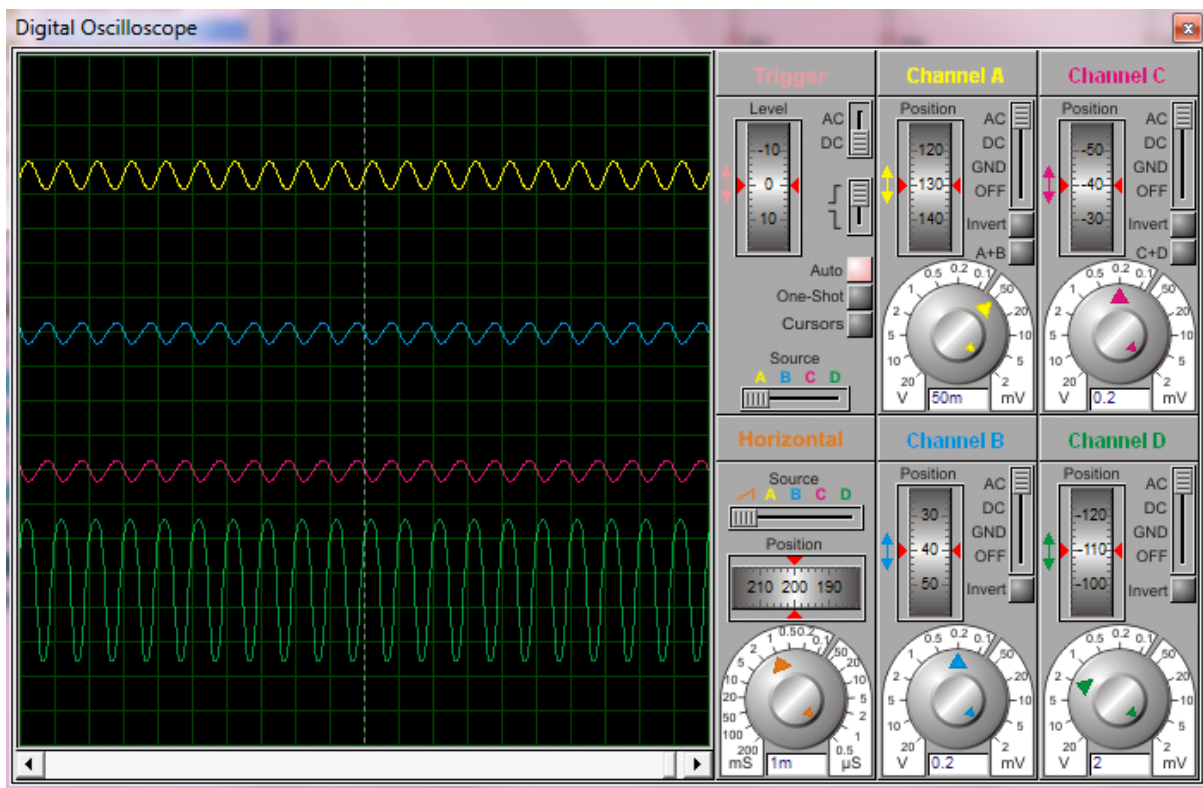 Digital Oscilloscope
Trigger
Level
AC
DC
-10
0
10
Auto
One-Shot
Cursors
Source
A B C D
Channel A
Position
AC
DC
GND
OFF
120
130
140
Invert
A+B
20 10 5 2 1 0.5 0.2 0.1 50 20 10 5 2
V 50m mV
Channel C
Position
AC
DC
GND
OFF
-50
-40
-30
Invert
C+D
20 10 5 2 1 0.5 0.2 0.1 50 20 10 5 2
V 0.2 mV
Horizontal
Source
A B C D
Position
210 200 190
200 100 50 20 10 5 2 1 0.5 0.2 0.1 50 20 10 5 2 1 0.5
mS 1m µS
Channel B
Position
AC
DC
GND
OFF
30
40
50
Invert
20 10 5 2 1 0.5 0.2 0.1 50 20 10 5 2
V 0.2 mV
Channel D
Position
AC
DC
GND
OFF
-120
-110
-100
Invert
20 10 5 2 1 0.5 0.2 0.1 50 20 10 5 2
V 2 mV